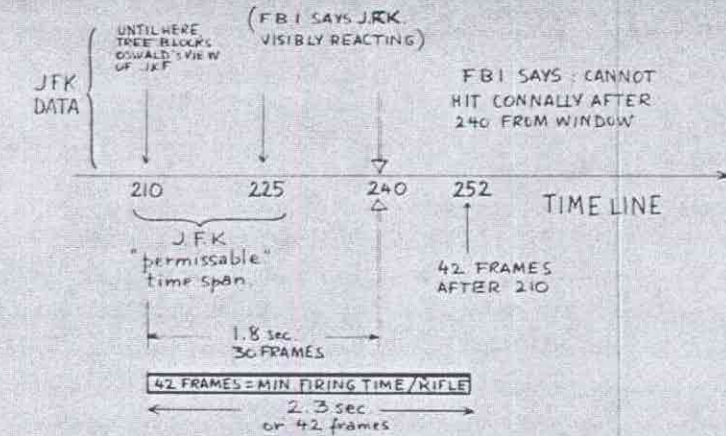 UNTIL HERE
TREE BLOCKS
OSWALD'S VIEW
OF JKF
(FBI SAYS J.F.K.
VISIBLY REACTING)
JFK
DATA
FBI SAYS : CANNOT
HIT CONNALLY AFTER
240 FROM WINDOW
210
225
240
252
TIME LINE
J.F.K
"permissable"
time span.
42 FRAMES
AFTER 210
1.8 sec.
30 FRAMES
42 FRAMES = MIN FIRING TIME/RIFLE
2.3 sec
or 42 frames